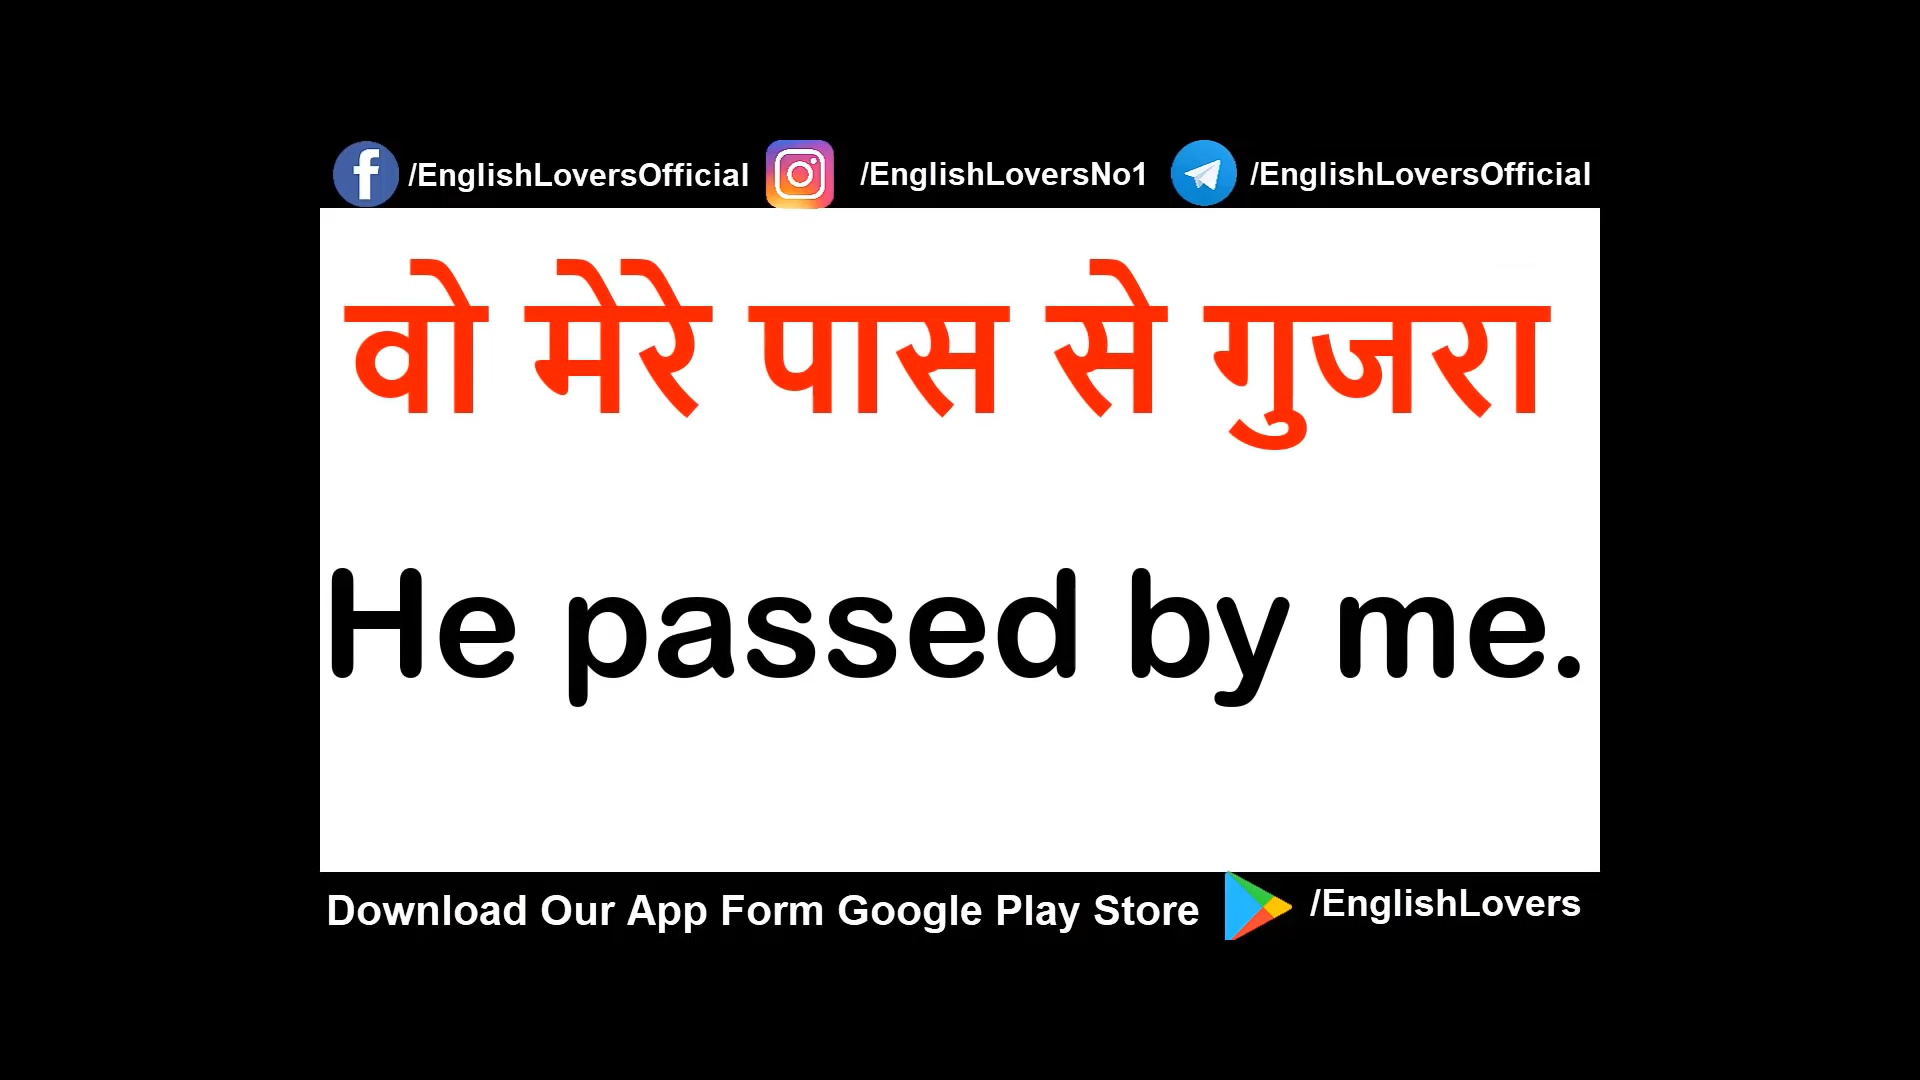 /EnglishLoversOfficial /EnglishLoversNo1 /EnglishLoversOfficial
वो मेरे पास से गुजरा
He passed by me.
Download Our App Form Google Play Store /EnglishLovers